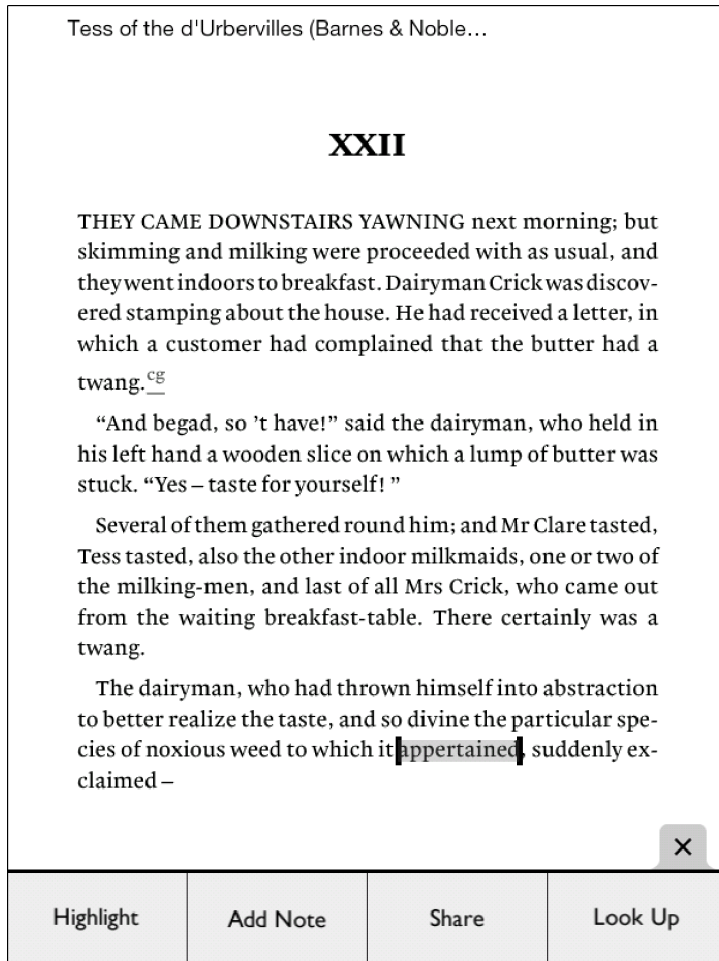 Tess of the d'Urbervilles (Barnes & Noble...
XXII
THEY CAME DOWNSTAIRS YAWNING next morning; but
skimming and milking were proceeded with as usual, and
they went indoors to breakfast. Dairyman Crick was discov-
ered stamping about the house. He had received a letter, in
which a customer had complained that the butter had a
twang.cg
“And begad, so ’t have!” said the dairyman, who held in
his left hand a wooden slice on which a lump of butter was
stuck. “Yes – taste for yourself! ”
Several of them gathered round him; and Mr Clare tasted,
Tess tasted, also the other indoor milkmaids, one or two of
the milking-men, and last of all Mrs Crick, who came out
from the waiting breakfast-table. There certainly was a
twang.
The dairyman, who had thrown himself into abstraction
to better realize the taste, and so divine the particular spe-
cies of noxious weed to which it appertained, suddenly ex-
claimed –
Highlight
Add Note
Share
Look Up